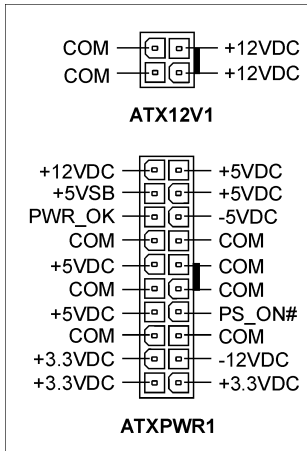 COM +12VDC
COM +12VDC
ATX12V1
+12VDC +5VDC
+5VSB +5VDC
PWR_OK -5VDC
COM COM
+5VDC COM
COM COM
+5VDC PS_ON#
COM COM
+3.3VDC -12VDC
+3.3VDC +3.3VDC
ATXPWR1